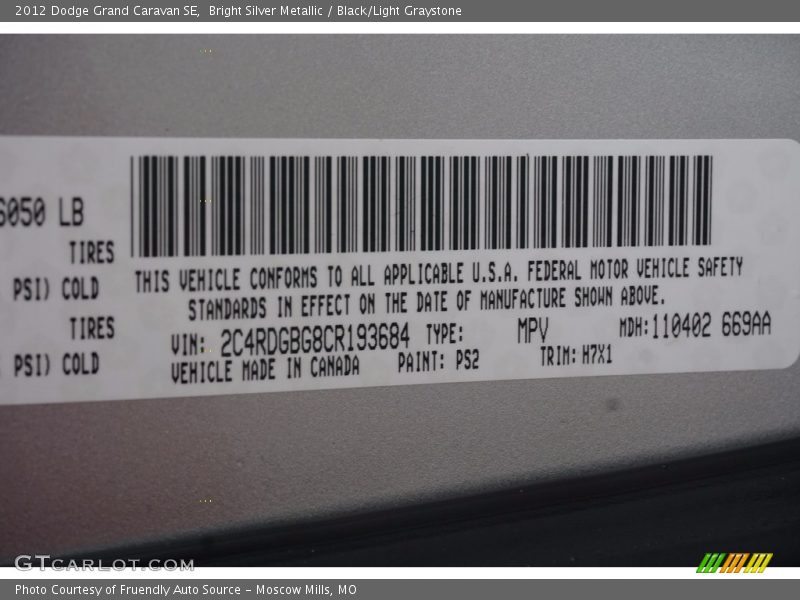 2012 Dodge Grand Caravan SE,  Bright Silver Metallic / Black/Light Graystone
6050 LB
TIRES
PSI) COLD
TIRES
PSI) COLD
THIS VEHICLE CONFORMS TO ALL APPLICABLE U.S.A. FEDERAL MOTOR VEHICLE SAFETY
STANDARDS IN EFFECT ON THE DATE OF MANUFACTURE SHOWN ABOVE.
VIN: 2C4RDGBG8CR193684 TYPE: MPV MDH:110402 669AA
VEHICLE MADE IN CANADA PAINT: PS2 TRIM: H7X1
GTCARLOT.COM
Photo Courtesy of Fruendly Auto Source – Moscow Mills, MO